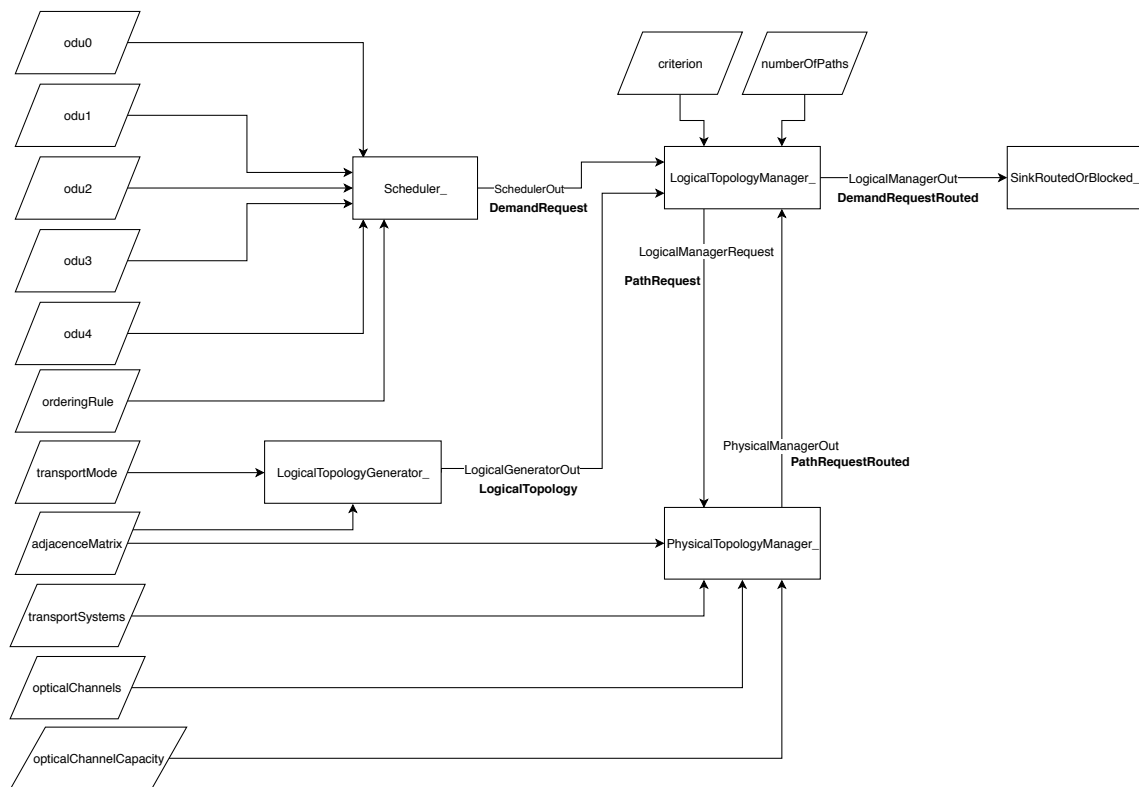 odu0
odu1
odu2
odu3
odu4
orderingRule
transportMode
adjacenceMatrix
transportSystems
opticalChannels
opticalChannelCapacity
Scheduler_
SchedulerOut
DemandRequest
LogicalTopologyGenerator_
LogicalGeneratorOut
LogicalTopology
criterion
numberOfPaths
LogicalTopologyManager_
LogicalManagerOut
DemandRequestRouted
SinkRoutedOrBlocked_
LogicalManagerRequest
PathRequest
PhysicalManagerOut
PathRequestRouted
PhysicalTopologyManager_